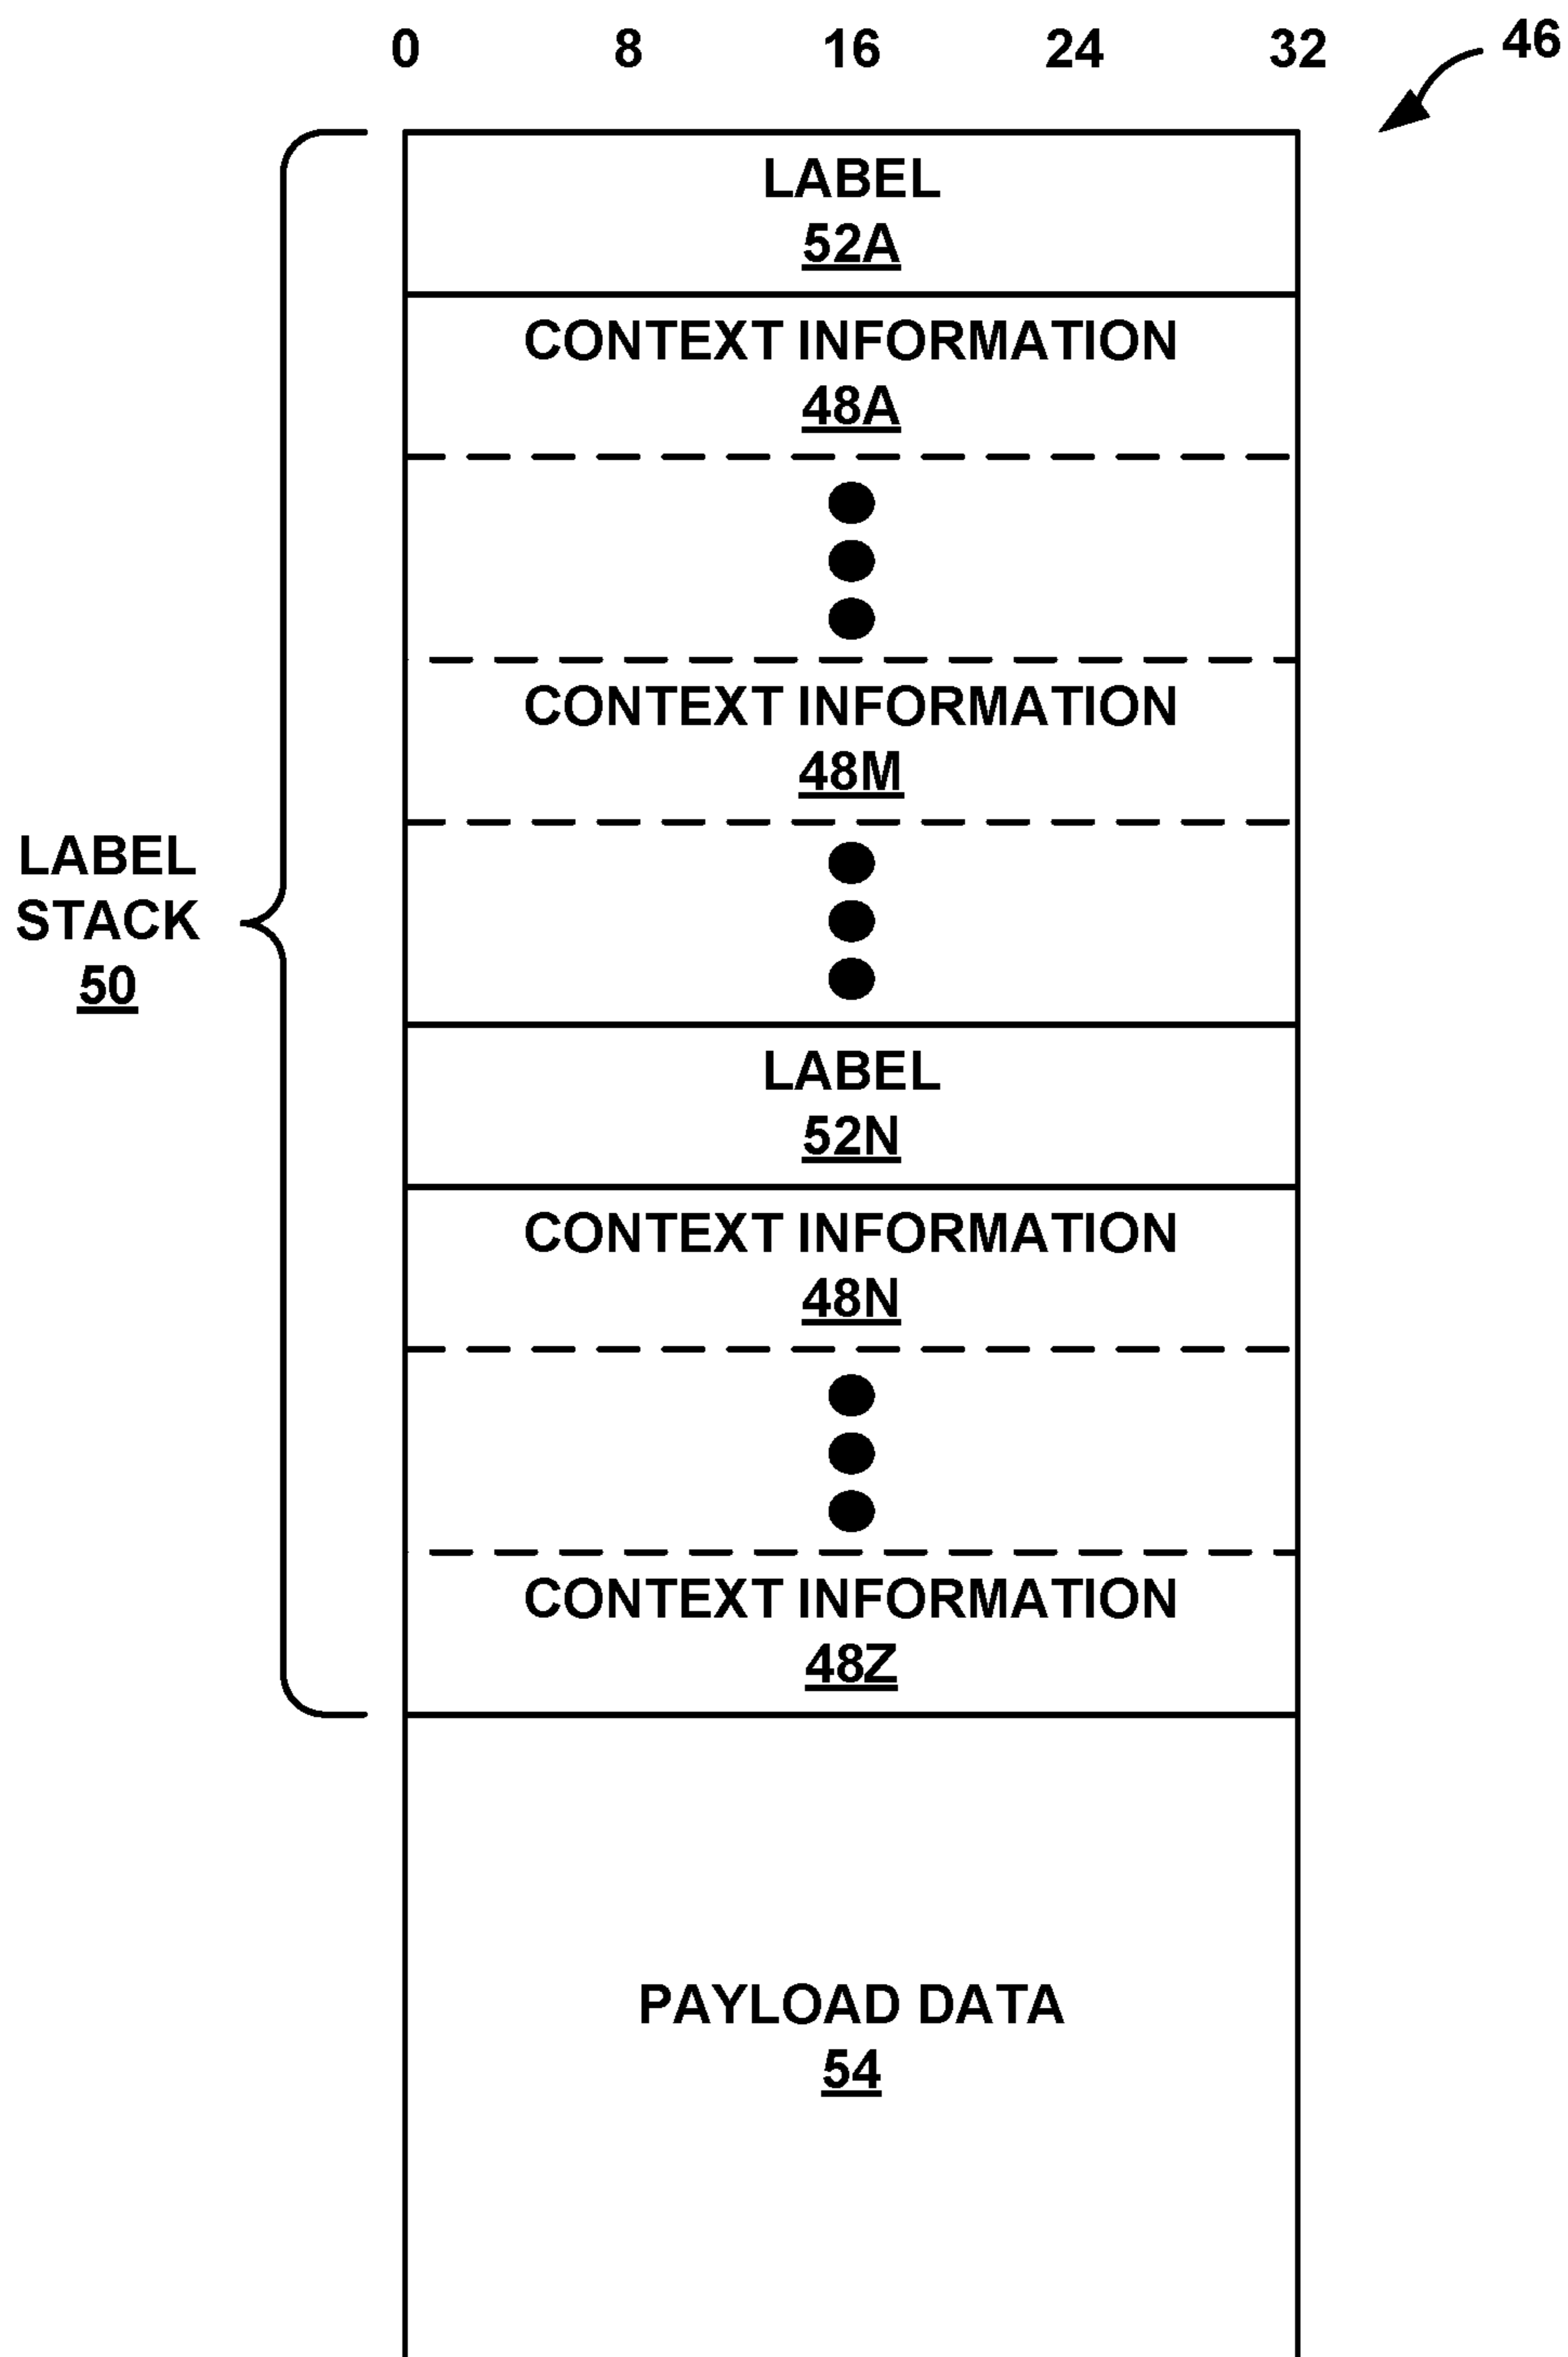 0 8 16 24 32
46
LABEL
52A
CONTEXT INFORMATION
48A
CONTEXT INFORMATION
48M
LABEL
STACK
50
LABEL
52N
CONTEXT INFORMATION
48N
CONTEXT INFORMATION
48Z
PAYLOAD DATA
54